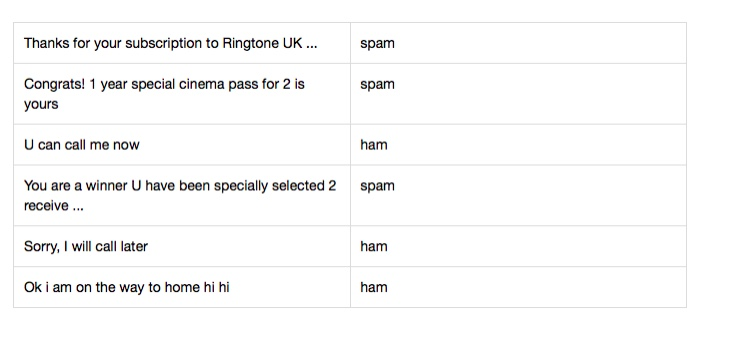 Thanks for your subscription to Ringtone UK ... spam
Congrats! 1 year special cinema pass for 2 is spam
yours
U can call me now ham
You are a winner U have been specially selected 2 spam
receive ...
Sorry, I will call later ham
Ok i am on the way to home hi hi ham